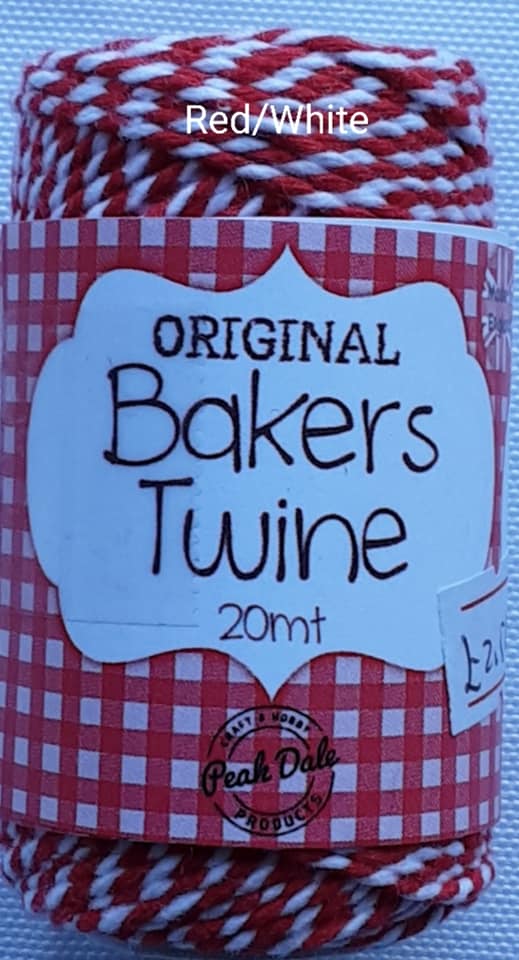 Red/White
ORIGINAL
Bakers
Twine
20mt
CRAFT & HOBBY
Peak Dale
PRODUCTS